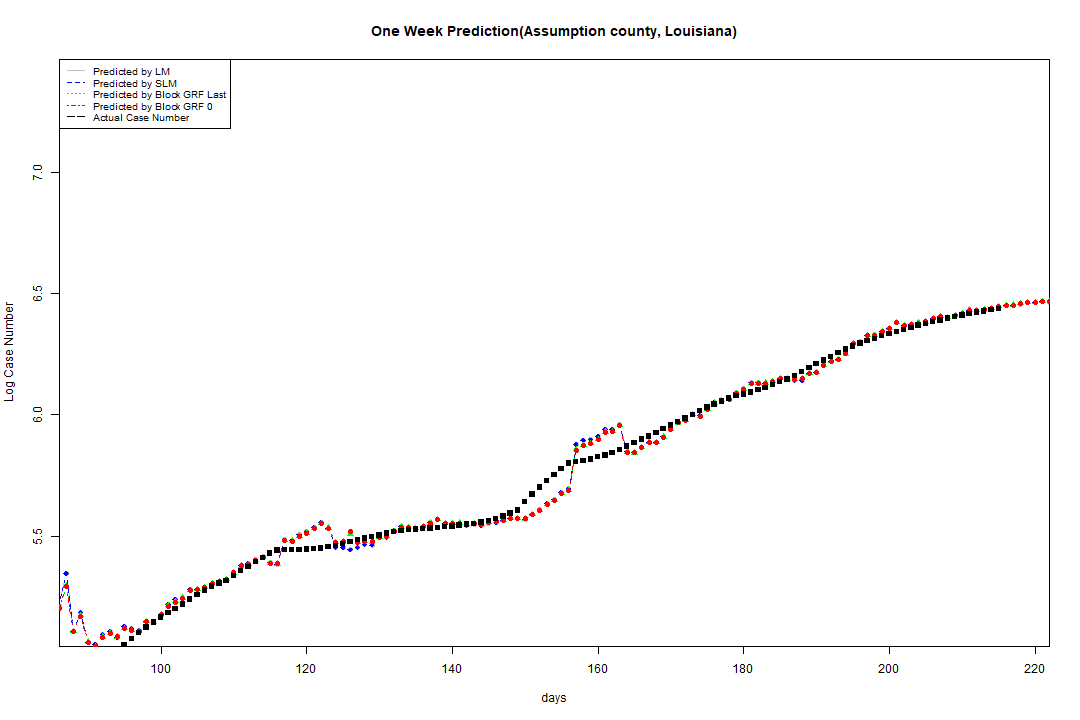 One Week Prediction(Assumption county, Louisiana)
Predicted by LM
Predicted by SLM
Predicted by Block GRF Last
Predicted by Block GRF 0
Actual Case Number
7.0
6.5
6.0
5.5
Log Case Number
100 120 140 160 180 200 220
days